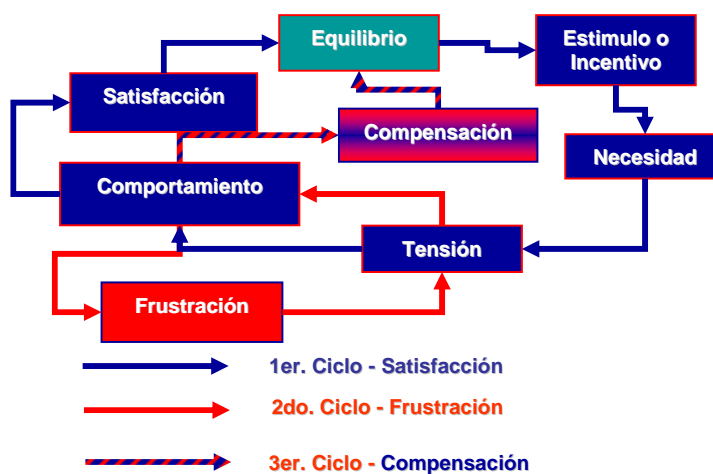 Equilibrio
Estimulo o
Incentivo
Satisfacción
Compensación
Necesidad
Comportamiento
Tensión
Frustración
1er. Ciclo - Satisfacción
2do. Ciclo - Frustración
3er. Ciclo - Compensación